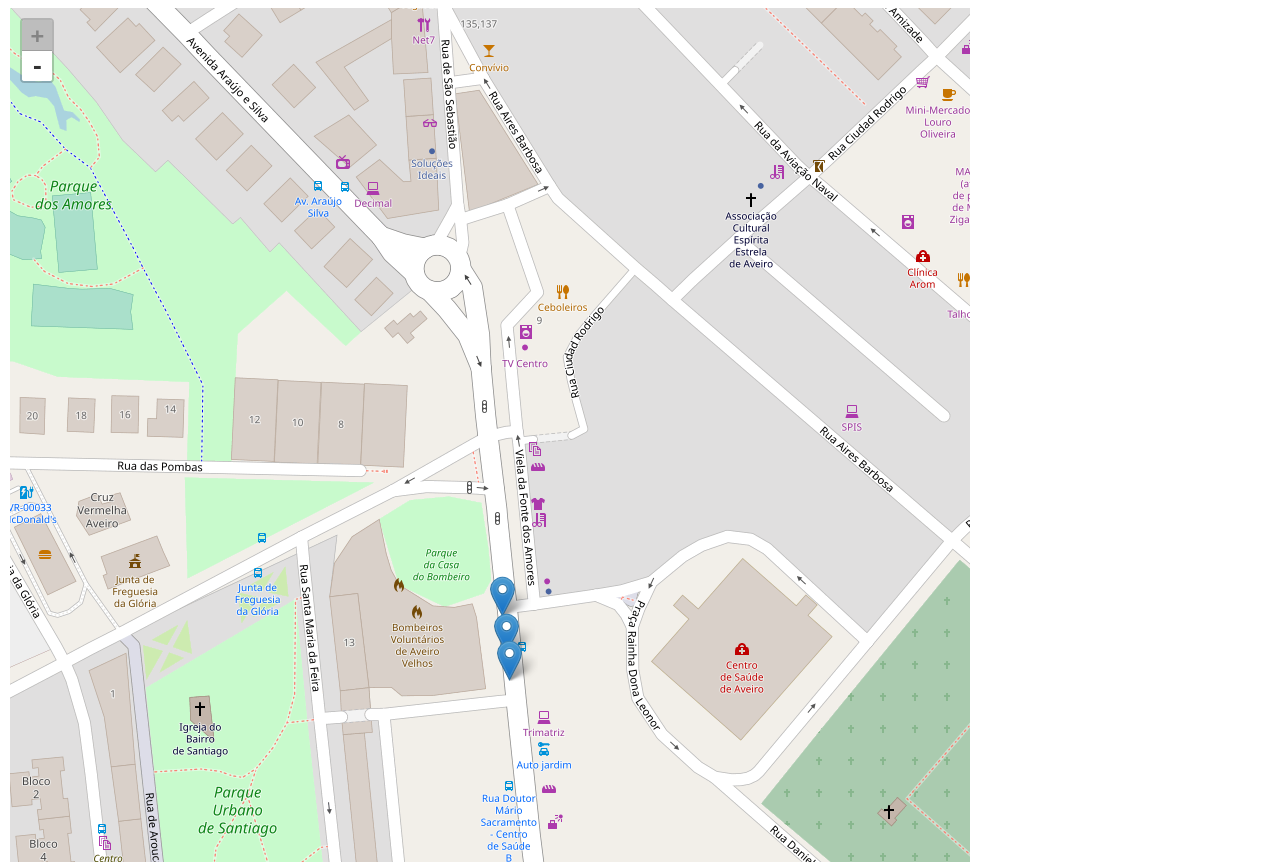 +
-
Net7
135,137
Amizade
Convívio
Rua de São Sebastião
Avenida Araújo e Silva
Rua Aires Barbosa
Mini-Mercado
Louro
Oliveira
Rua Ciudad Rodrigo
Rua da Aviação Naval
Soluções
Ideais
Parque
dos Amores
Av. Araújo
Silva
Decimal
Associação
Cultural
Espírita
Estrela
de Aveiro
Clínica
Arom
Ceboleiros
9
TV Centro
Rua Ciudad Rodrigo
20
18
16
14
12
10
8
SPIS
Rua Aires Barbosa
Rua das Pombas
Viela da Fonte dos Amores
VR-00033
Cruz
Vermelha
Aveiro
Parque
da Casa
do Bombeiro
Junta de
Freguesia
da Glória
Junta de
Freguesia
da Glória
da Glória
Rua Santa Maria da Feira
13
Bombeiros
Voluntários
de Aveiro
Velhos
Praça Rainha Dona Leonor
Centro
de Saúde
de Aveiro
1
Igreja do
Bairro
de Santiago
Trimatriz
Auto jardim
Bloco
2
Parque
Urbano
de Santiago
Rua Doutor
Mário
Sacramento
- Centro
de Saúde
B
Bloco
4
Centro
Rua de Arouc
Rua Daniel